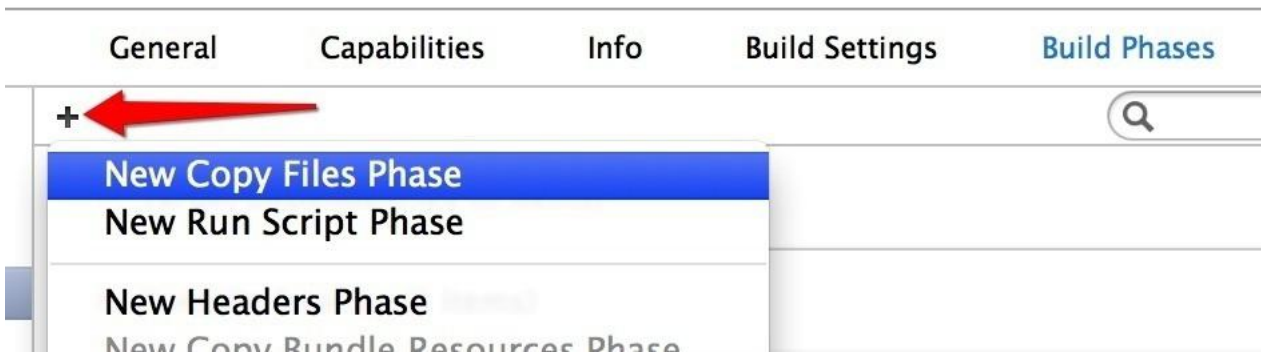 General Capabilities Info Build Settings Build Phases
+
New Copy Files Phase
New Run Script Phase
New Headers Phase
New Copy Bundle Resources Phase